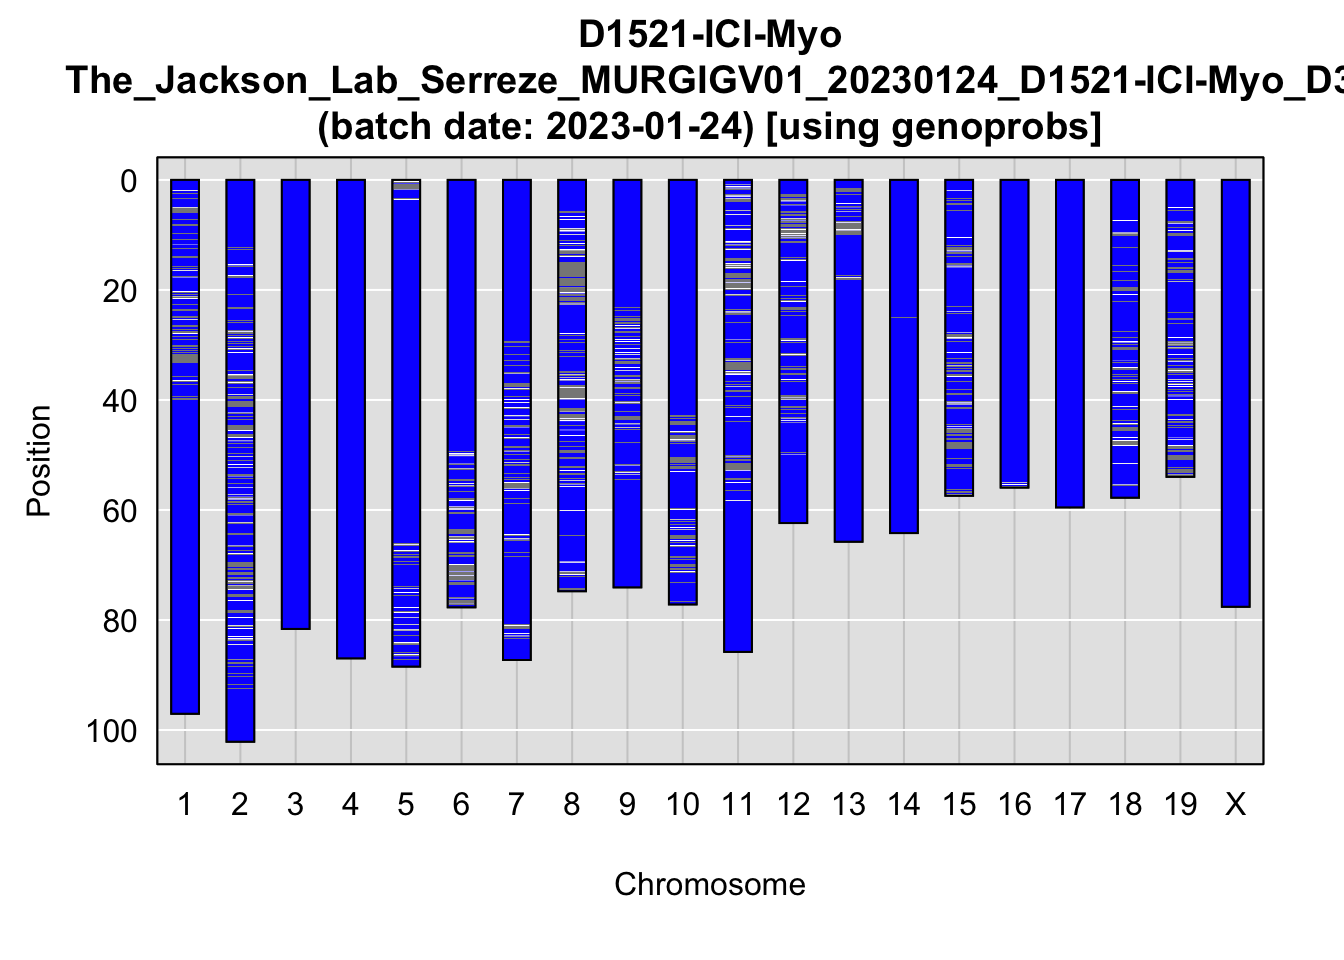 D1521-ICI-Myo
The_Jackson_Lab_Serreze_MURGIGV01_20230124_D1521-ICI-Myo_D3
(batch date: 2023-01-24) [using genoprobs]
Position
0
20
40
60
80
100
1 2 3 4 5 6 7 8 9 10 11 12 13 14 15 16 17 18 19 X
Chromosome